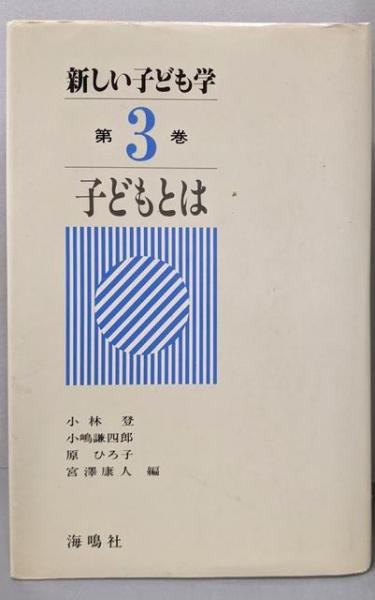 新しい子ども学
第3巻
子どもとは
小林 登
小嶋謙四郎
原 ひろ子
宮澤康人 編
海鳴社